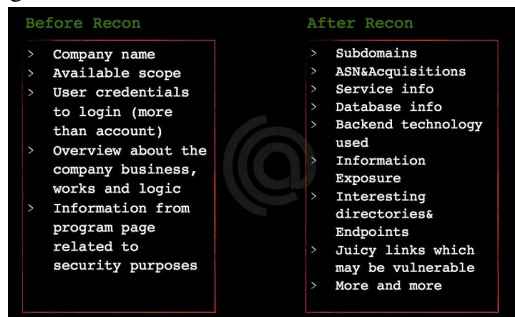 Before Recon
> Company name
> Available scope
> User credentials
to login (more
than account)
> Overview about the
company business,
works and logic
> Information from
program page
related to
security purposes
After Recon
> Subdomains
> ASN&Acquisitions
> Service info
> Database info
> Backend technology
used
> Information
Exposure
> Interesting
directories&
Endpoints
> Juicy links which
may be vulnerable
> More and more